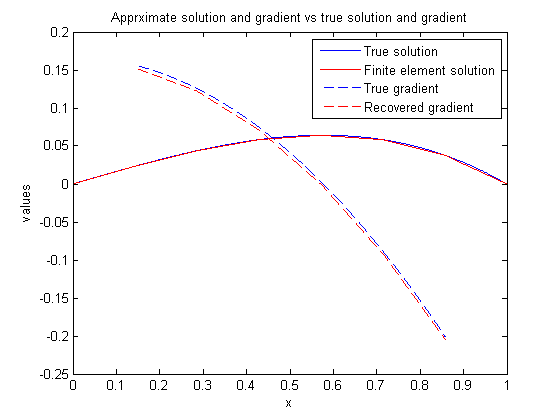 Apprximate solution and gradient vs true solution and gradient
0.2
0.15
0.1
0.05
0
-0.05
-0.1
-0.15
-0.2
-0.25
values
True solution
Finite element solution
True gradient
Recovered gradient
0 0.1 0.2 0.3 0.4 0.5 0.6 0.7 0.8 0.9 1
x